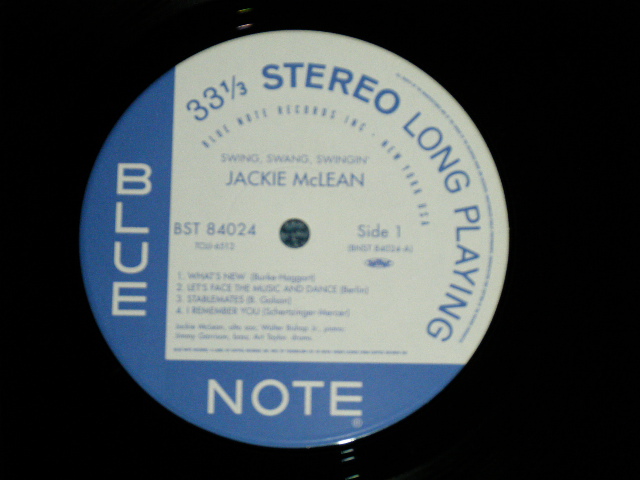 33⅓ STEREO LONG PLAYING
BLUE NOTE RECORDS INC · NEW YORK USA
SWING, SWANG, SWINGIN'
JACKIE McLEAN
BST 84024
Side 1
TOJJ-6013
(BNST 84024-A)
1. WHAT'S NEW (Burke-Haggart)
2. LET'S FACE THE MUSIC AND DANCE (Berlin)
3. STABLEMATES (B. Golson)
4. I REMEMBER YOU (Schertzinger-Mercer)
Jackie McLean, alto sax; Walter Bishop Jr., piano;
Jimmy Garrison, bass; Art Taylor, drums.
BLUE
NOTE
®